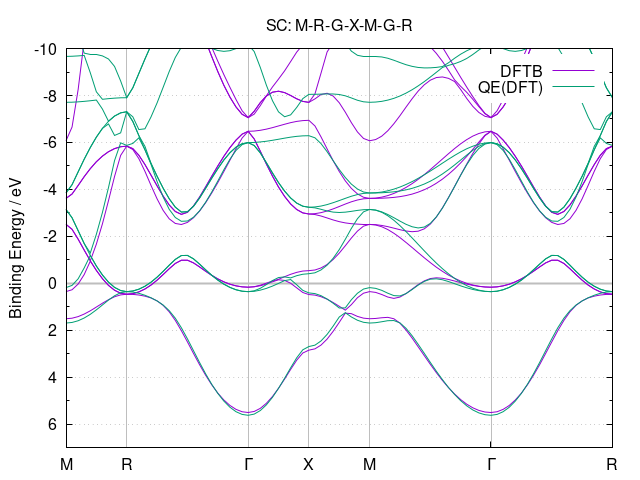 SC: M-R-G-X-M-G-R
-10
-8
-6
-4
-2
0
2
4
6
Binding Energy / eV
DFTB
QE(DFT)
M R Γ X M Γ R